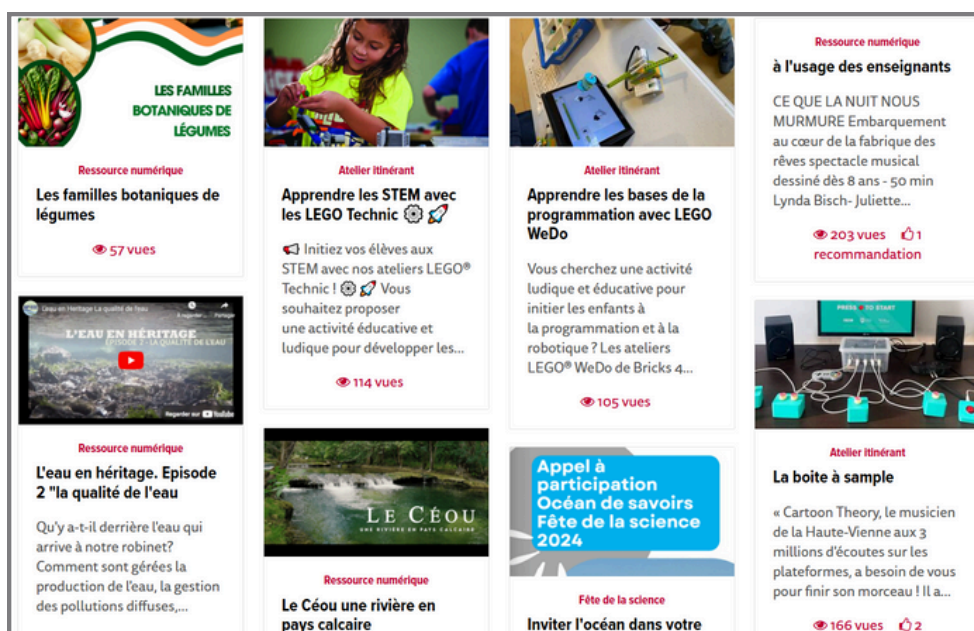 LES FAMILLES
BOTANIQUES DE
LÉGUMES
Ressource numérique
Les familles botaniques de
légumes
57 vues
L'eau en Héritage La qualité de l'eau
L'EAU EN HÉRITAGE
EPISODE 2 - LA QUALITÉ DE L'EAU
Regarder sur YouTube
Ressource numérique
L'eau en héritage. Episode
2 "la qualité de l'eau
Qu'y a-t-il derrière l'eau qui
arrive à notre robinet?
Comment sont gérées la
production de l'eau, la gestion
des pollutions diffuses,...
Atelier itinérant
Apprendre les STEM avec
les LEGO Technic ⚙️ 🚀
📢 Initiez vos élèves aux
STEM avec nos ateliers LEGO®
Technic ! ⚙️ 🚀 Vous
souhaitez proposer
une activité éducative et
ludique pour développer les...
114 vues
LE CÉOU
UNE RIVIÈRE EN PAYS CALCAIRE
Ressource numérique
Le Céou une rivière en
pays calcaire
Atelier itinérant
Apprendre les bases de la
programmation avec LEGO
WeDo
Vous cherchez une activité
ludique et éducative pour
initier les enfants à
la programmation et à la
robotique ? Les ateliers
LEGO® WeDo de Bricks 4...
105 vues
Appel à
participation
Océan de savoirs
Fête de la science
2024
Fête de la science
Inviter l'océan dans votre
Ressource numérique
à l'usage des enseignants
CE QUE LA NUIT NOUS
MURMURE Embarquement
au cœur de la fabrique des
rêves spectacle musical
dessiné dès 8 ans - 50 min
Lynda Bisch- Juliette...
203 vues 1
recommandation
PRESS TO START
Atelier itinérant
La boite à sample
« Cartoon Theory, le musicien
de la Haute-Vienne aux 3
millions d'écoutes sur les
plateformes, a besoin de vous
pour finir son morceau ! Il a...
166 vues 2